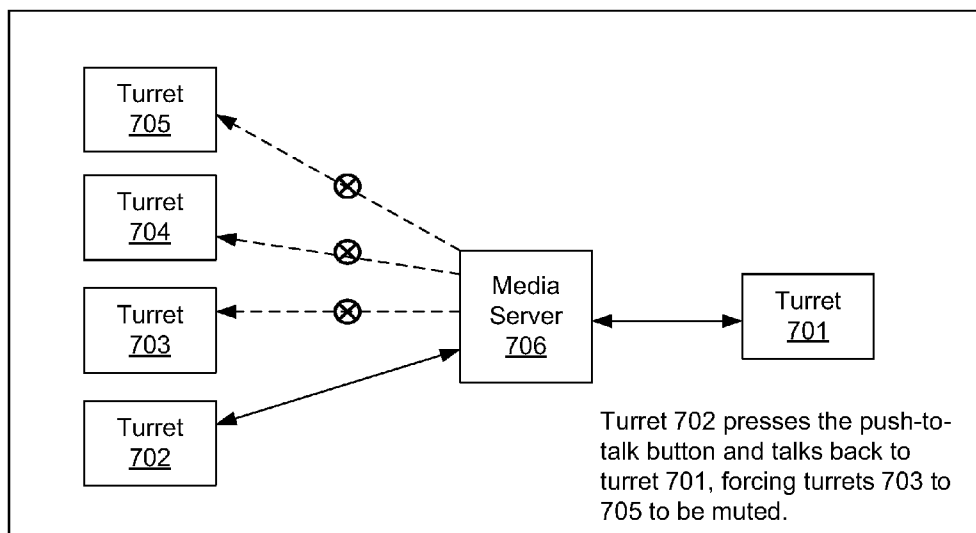 Turret
705
Turret
704
Turret
703
Turret
702
Media
Server
706
Turret
701
Turret 702 presses the push-to-
talk button and talks back to
turret 701, forcing turrets 703 to
705 to be muted.